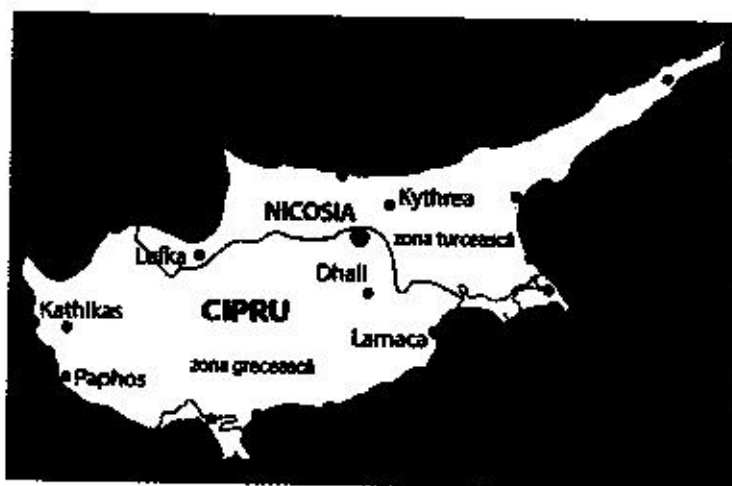 Kythrea
NICOSIA
zona turcească
Lefka
Dhali
Kathikas
CIPRU
Larnaca
zona grecească
Paphos